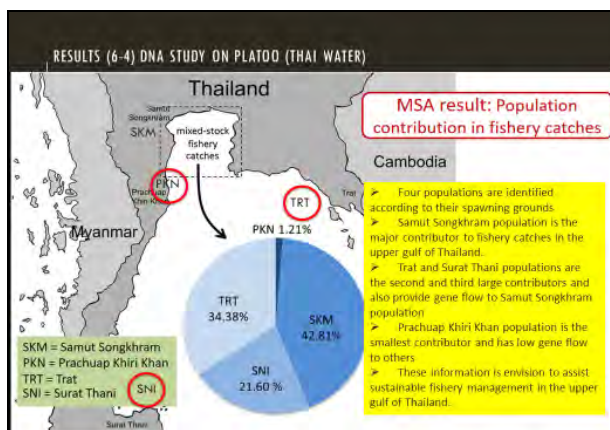 RESULTS (6-4) DNA STUDY ON PLATOO (THAI WATER)
Thailand
Samut
Songkhram
SKM
mixed-stock
fishery
catches
MSA result: Population
contribution in fishery catches
Cambodia
PKN
Prachuap
Khiri Khan
TRT
Trat
Myanmar
PKN 1.21%
TRT
34.38%
SKM
42.81%
SNI
21.60 %
SKM = Samut Songkhram
PKN = Prachuap Khiri Khan
TRT = Trat
SNI = Surat Thani
SNI
Surat Thani
➢ Four populations are identified
according to their spawning grounds
➢ Samut Songkhram population is the
major contributor to fishery catches in the
upper gulf of Thailand.
➢ Trat and Surat Thani populations are
the second and third large contributors and
also provide gene flow to Samut Songkhram
population
➢ Prachuap Khiri Khan population is the
smallest contributor and has low gene flow
to others
➢ These information is envision to assist
sustainable fishery management in the upper
gulf of Thailand.